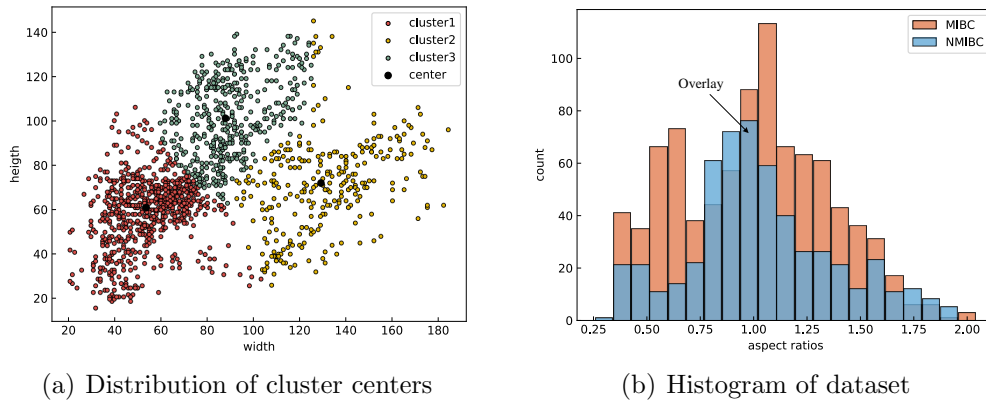 cluster1
cluster2
cluster3
center
140
120
100
80
60
40
20
heigth
20 40 60 80 100 120 140 160 180
width
(a) Distribution of cluster centers
MIBC
NMIBC
Overlay
100
80
60
40
20
0
count
0.25 0.50 0.75 1.00 1.25 1.50 1.75 2.00
aspect ratios
(b) Histogram of dataset